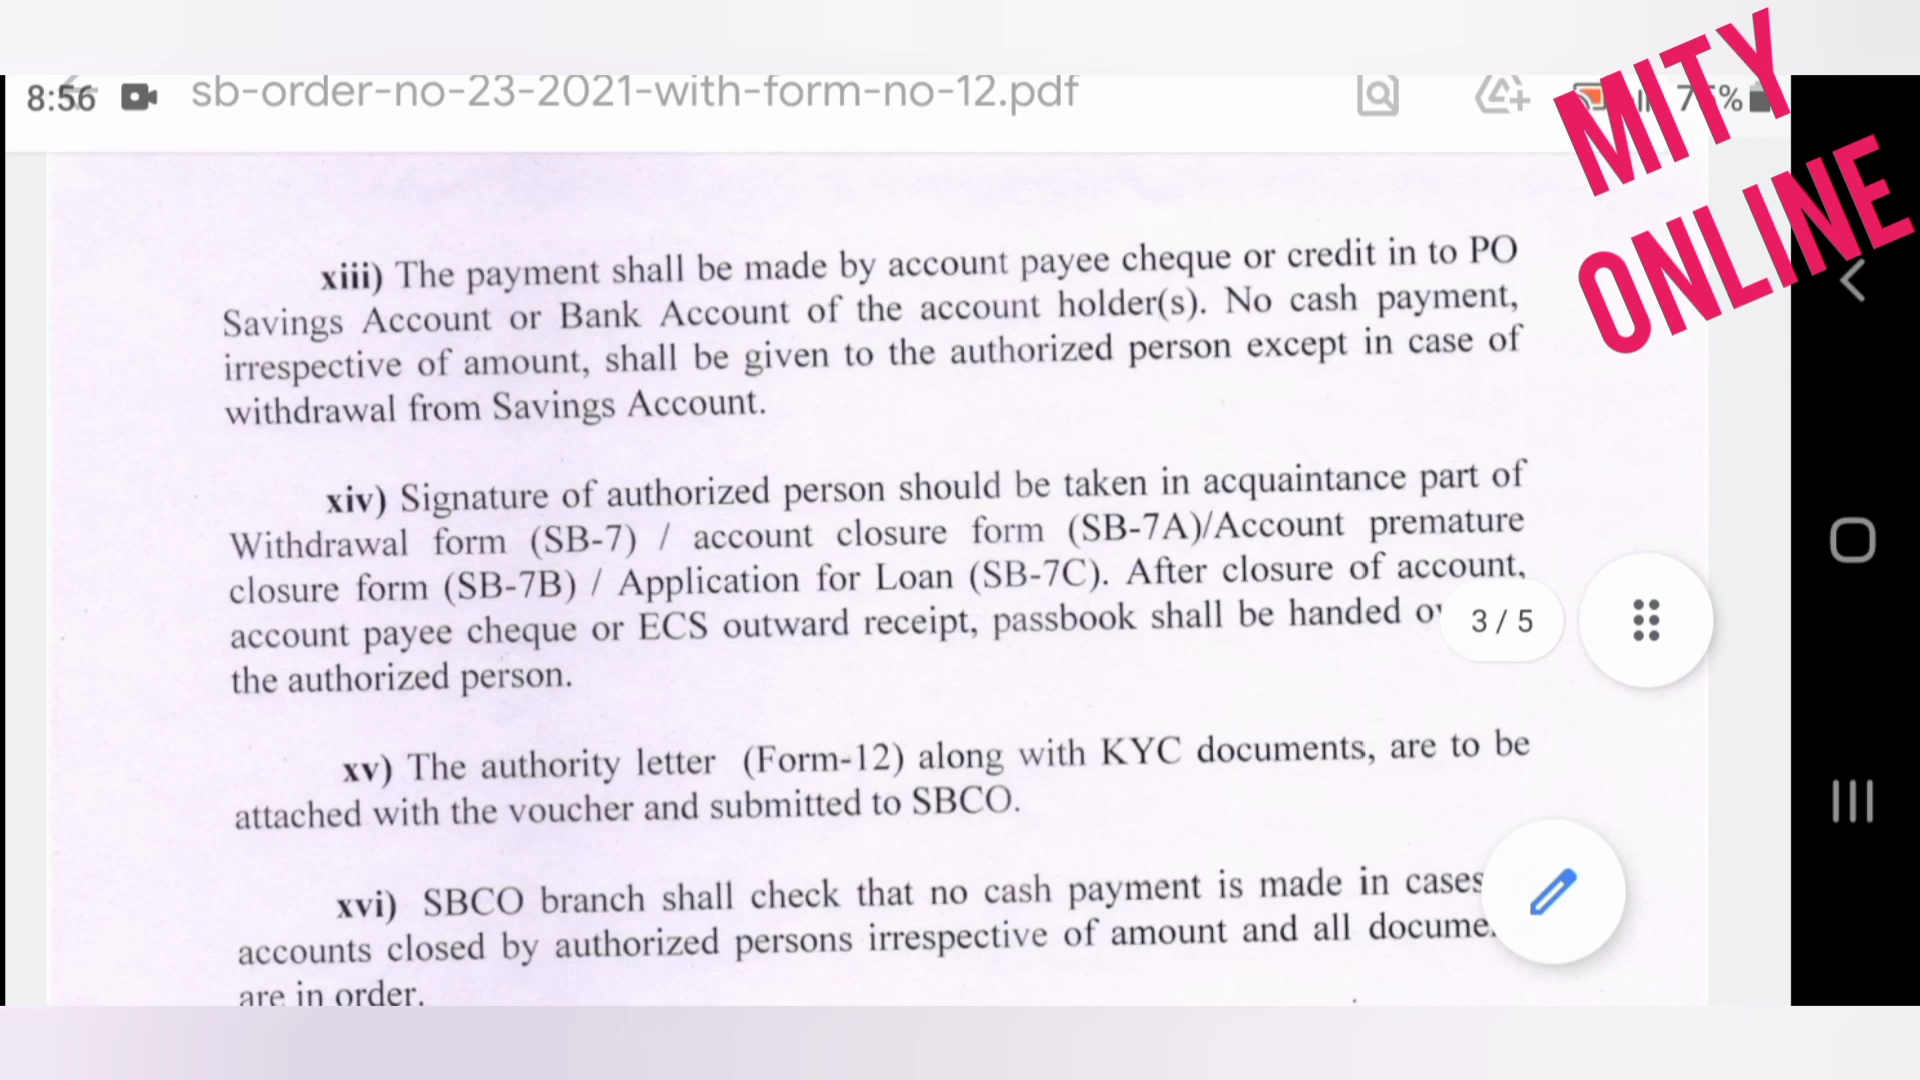 8:56 sb-order-no-23-2021-with-form-no-12.pdf
MITY
ONLINE
xiii) The payment shall be made by account payee cheque or credit in to PO
Savings Account or Bank Account of the account holder(s). No cash payment,
irrespective of amount, shall be given to the authorized person except in case of
withdrawal from Savings Account.
xiv) Signature of authorized person should be taken in acquaintance part of
Withdrawal form (SB-7) / account closure form (SB-7A)/Account premature
closure form (SB-7B) / Application for Loan (SB-7C). After closure of account,
account payee cheque or ECS outward receipt, passbook shall be handed
the authorized person.
3 / 5
xv) The authority letter (Form-12) along with KYC documents, are to be
attached with the voucher and submitted to SBCO.
xvi) SBCO branch shall check that no cash payment is made in cases
accounts closed by authorized persons irrespective of amount and all
are in order.